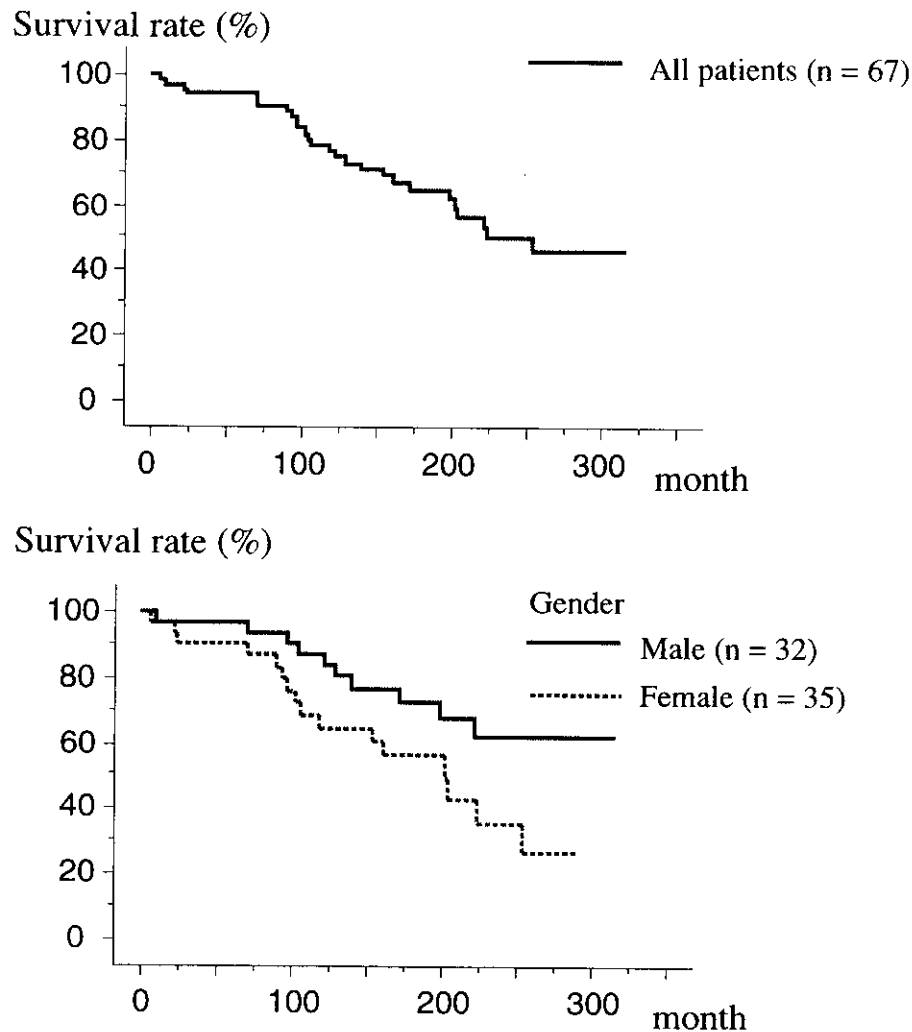 Survival rate (%)
All patients (n = 67)
100
80
60
40
20
0
0 100 200 300 month
Survival rate (%)
Gender
Male (n = 32)
Female (n = 35)
100
80
60
40
20
0
0 100 200 300 month